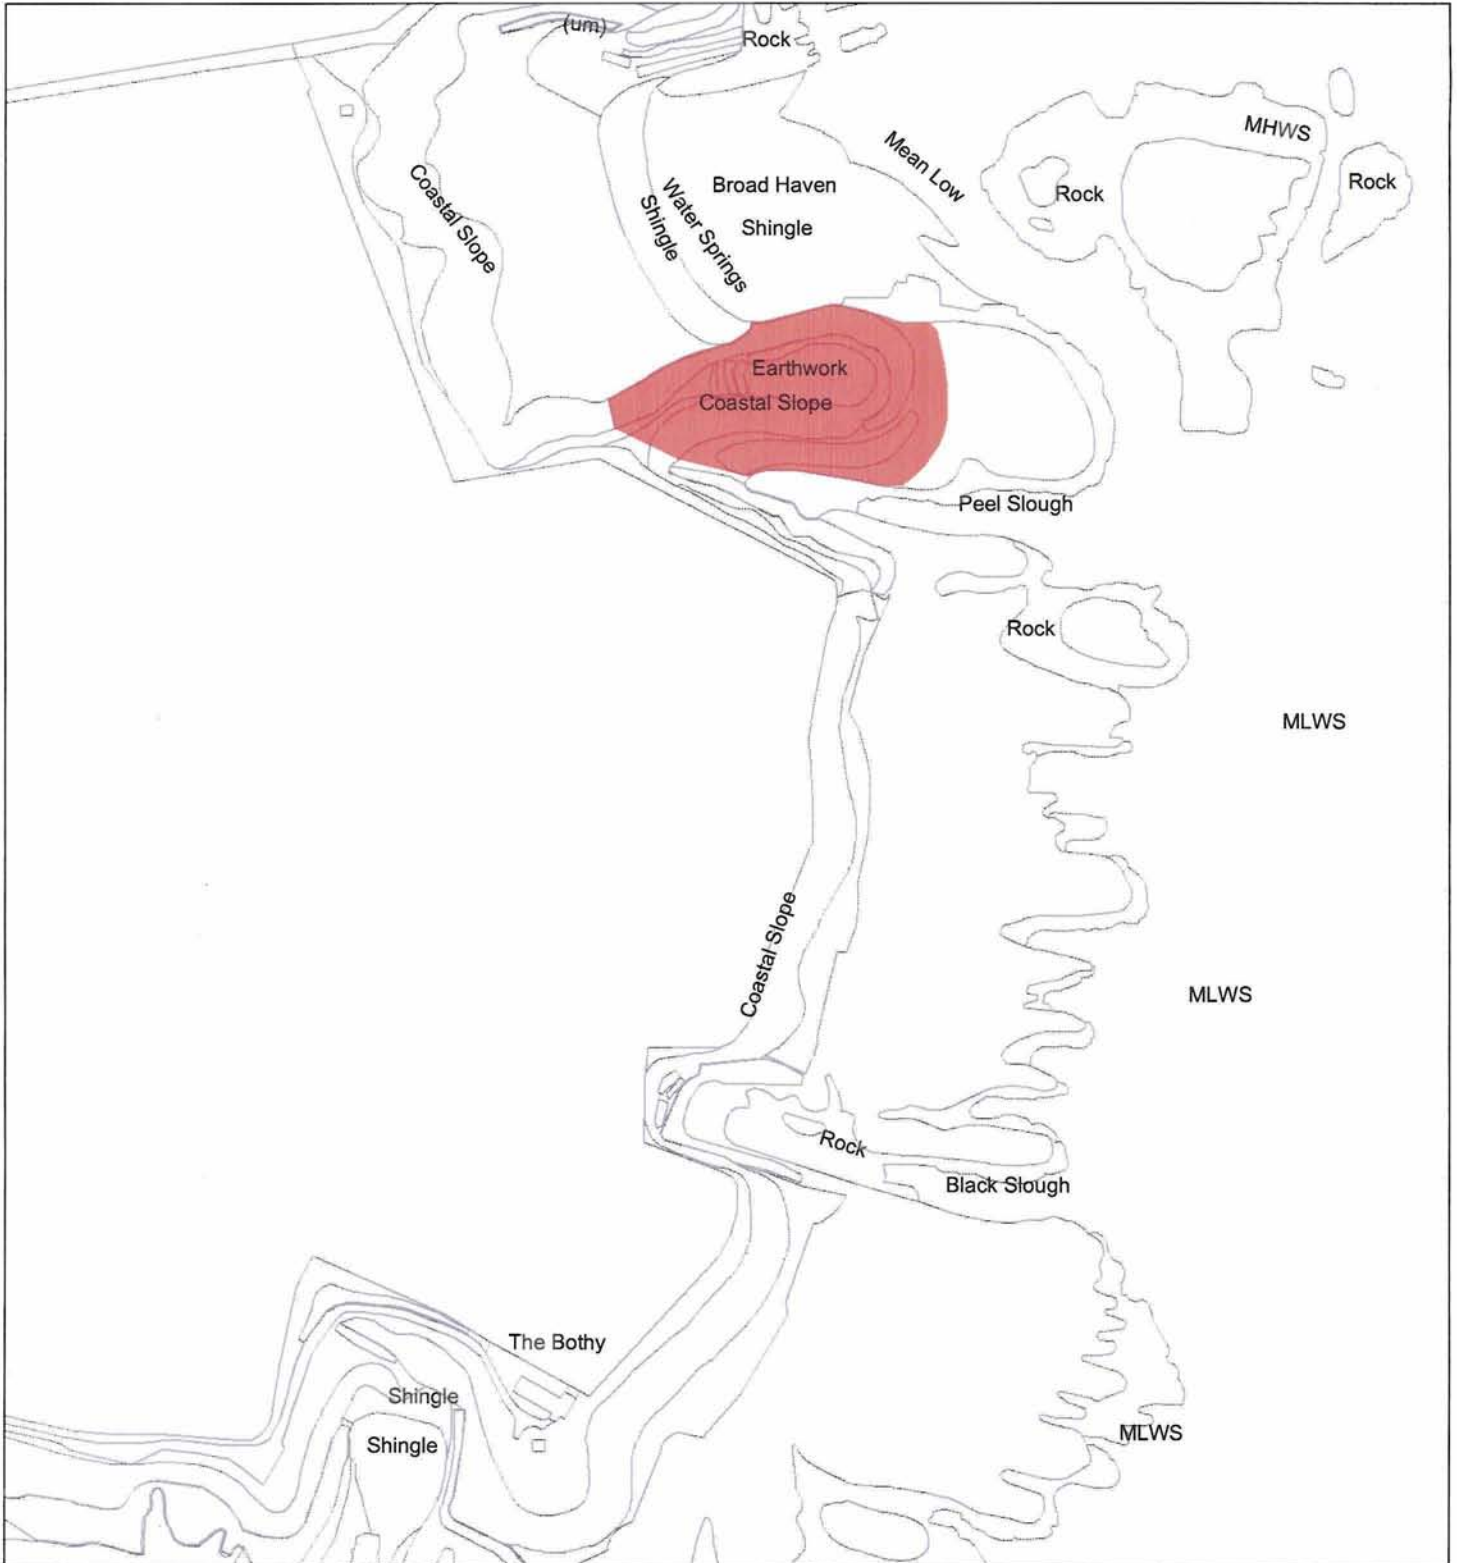 (um)
Rock
MHWS
Mean Low
Coastal Slope
Water Springs
Shingle
Broad Haven
Shingle
Rock
Rock
Earthwork
Coastal Slope
Peel Slough
Rock
MLWS
Coastal Slope
MLWS
Rock
Black Slough
The Bothy
Shingle
Shingle
MLWS